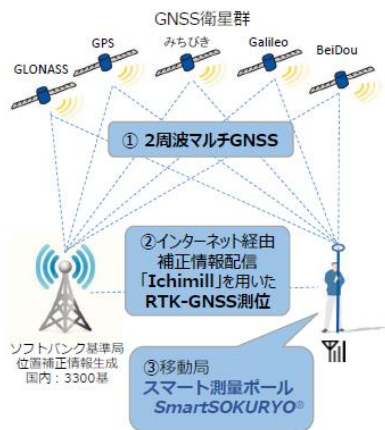 GNSS衛星群
GLONASS
GPS
みちびき
Galileo
BeiDou
① 2周波マルチGNSS
②インターネット経由
補正情報配信
「Ichimill」を用いた
RTK-GNSS測位
ソフトバンク基準局
位置補正情報生成
国内：3300基
③移動局
スマート測量ポール
SmartSOKURYO®